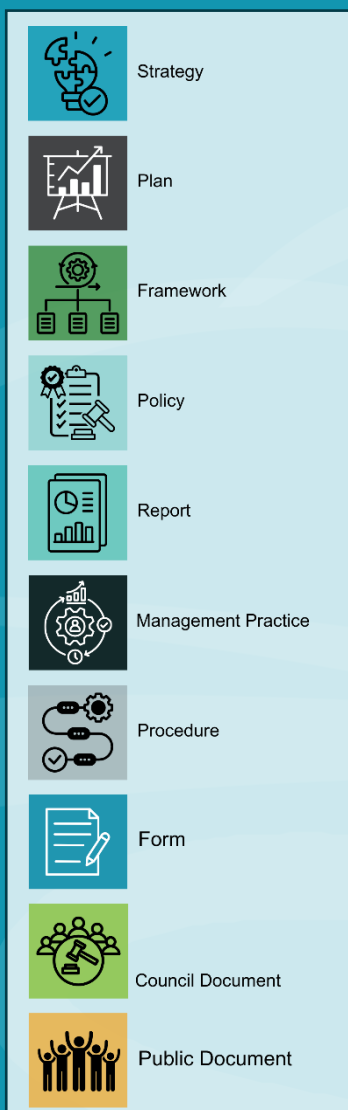 Strategy
Plan
Framework
Policy
Report
Management Practice
Procedure
Form
Council Document
Public Document